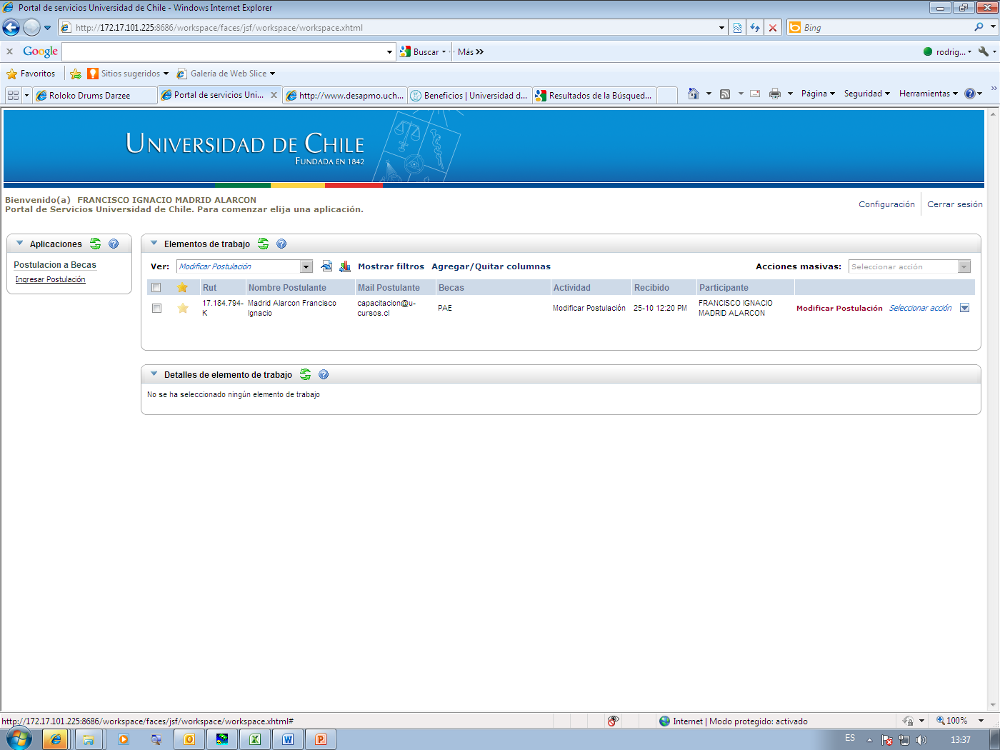 Portal de servicios Universidad de Chile - Windows Internet Explorer
http://172.17.101.225:8686/workspace/faces/jsf/workspace/workspace.xhtml
Bing
Google
Buscar
Más
rodrig...
Favoritos
Sitios sugeridos
Galería de Web Slice
Roloko Drums Darzee
Portal de servicios Uni...
http://www.desapmo.uch...
Beneficios | Universidad d...
Resultados de la Búsqued...
Página
Seguridad
Herramientas
UNIVERSIDAD DE CHILE
FUNDADA EN 1842
Bienvenido(a) FRANCISCO IGNACIO MADRID ALARCON
Portal de Servicios Universidad de Chile. Para comenzar elija una aplicación.
Configuración
Cerrar sesión
Aplicaciones
Postulacion a Becas
Ingresar Postulación
Elementos de trabajo
Ver: Modificar Postulación Mostrar filtros Agregar/Quitar columnas Acciones masivas: Seleccionar acción
Rut Nombre Postulante Mail Postulante Becas Actividad Recibido Participante
17.184.794-K Madrid Alarcon Francisco Ignacio capacitacion@u-cursos.cl PAE Modificar Postulación 25-10 12:20 PM FRANCISCO IGNACIO MADRID ALARCON Modificar Postulación Seleccionar acción
Detalles de elemento de trabajo
No se ha seleccionado ningún elemento de trabajo
http://172.17.101.225:8686/workspace/faces/jsf/workspace/workspace.xhtml#
Internet | Modo protegido: activado
100%
ES
13:37